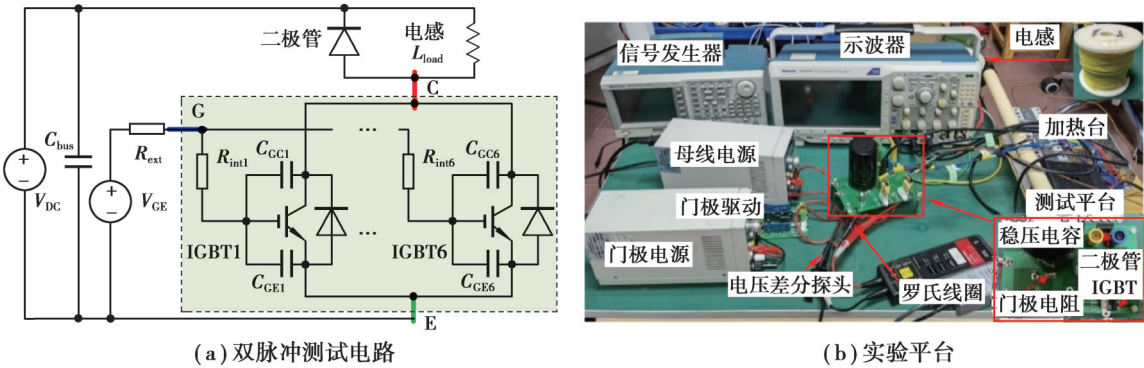 二极管
电感
L_load
C
G
C_bus
R_ext
R_int1
C_GC1
...
R_int6
C_GC6
V_DC
V_GE
IGBT1
...
IGBT6
C_GE1
C_GE6
E
(a) 双脉冲测试电路
信号发生器
示波器
电感
母线电源
加热台
门极驱动
测试平台
稳压电容
门极电源
二极管
IGBT
电压差分探头
罗氏线圈
门极电阻
(b) 实验平台